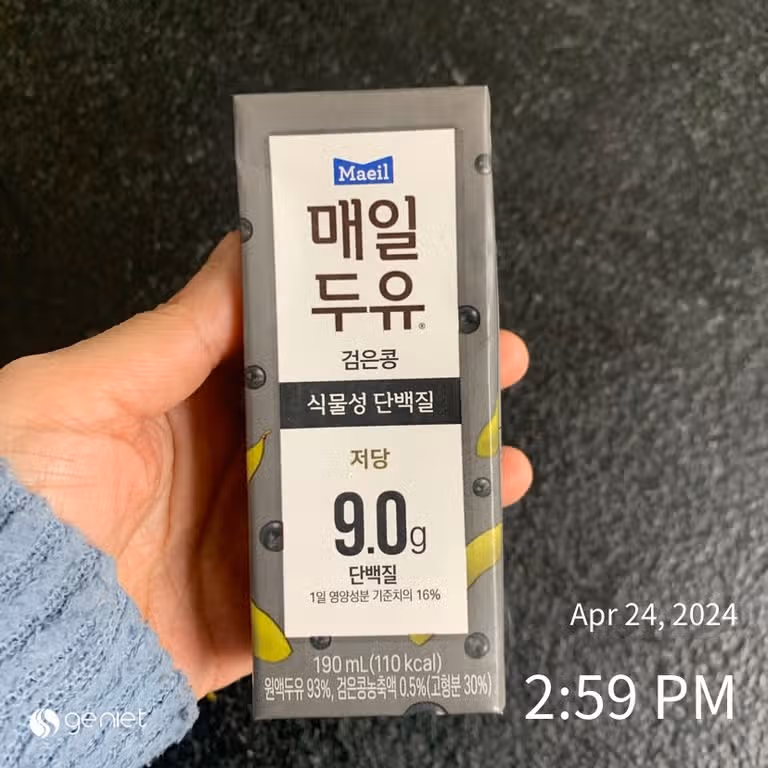 Maeil
매일
두유®
검은콩
식물성 단백질
저당
9.0g
단백질
1일 영양성분 기준치의 16%
190 mL(110 kcal)
원액두유 93%, 검은콩농축액 0.5%(고형분 30%)
Apr 24, 2024
2:59 PM
geniet